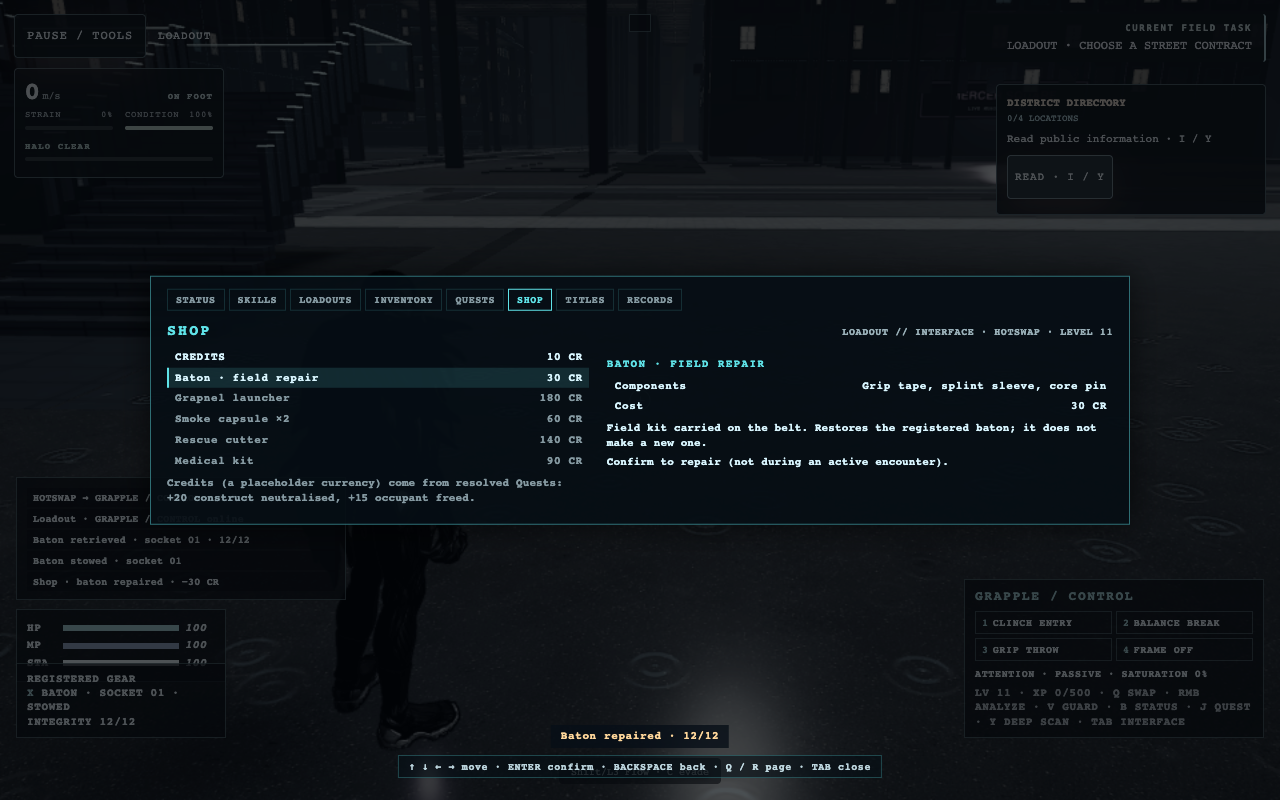 PAUSE / TOOLS
LOADOUT
CURRENT FIELD TASK
LOADOUT · CHOOSE A STREET CONTRACT
0 m/s
ON FOOT
STRAIN 0%
CONDITION 100%
HALO CLEAR
DISTRICT DIRECTORY
0/4 LOCATIONS
Read public information · I / Y
READ · I / Y
STATUS
SKILLS
LOADOUTS
INVENTORY
QUESTS
SHOP
TITLES
RECORDS
SHOP
LOADOUT // INTERFACE · HOTSWAP · LEVEL 11
CREDITS 10 CR
Baton · field repair 30 CR
Grapnel launcher 180 CR
Smoke capsule ×2 60 CR
Rescue cutter 140 CR
Medical kit 90 CR
Credits (a placeholder currency) come from resolved Quests:
+20 construct neutralised, +15 occupant freed.
BATON · FIELD REPAIR
Components Grip tape, splint sleeve, core pin
Cost 30 CR
Field kit carried on the belt. Restores the registered baton; it does not
make a new one.
Confirm to repair (not during an active encounter).
HOTSWAP → GRAPPLE /
Loadout · GRAPPLE /
Baton retrieved · socket 01 · 12/12
Baton stowed · socket 01
Shop · baton repaired · −30 CR
HP 100
MP 100
STA 100
REGISTERED GEAR
X BATON · SOCKET 01 ·
STOWED
INTEGRITY 12/12
GRAPPLE / CONTROL
1 CLINCH ENTRY
2 BALANCE BREAK
3 GRIP THROW
4 FRAME OFF
ATTENTION · PASSIVE · SATURATION 0%
LV 11 · XP 0/500 · Q SWAP · RMB
ANALYZE · V GUARD · B STATUS · J QUEST
· Y DEEP SCAN · TAB INTERFACE
Baton repaired · 12/12
↑ ↓ ← → move · ENTER confirm · BACKSPACE back · Q / R page · TAB close